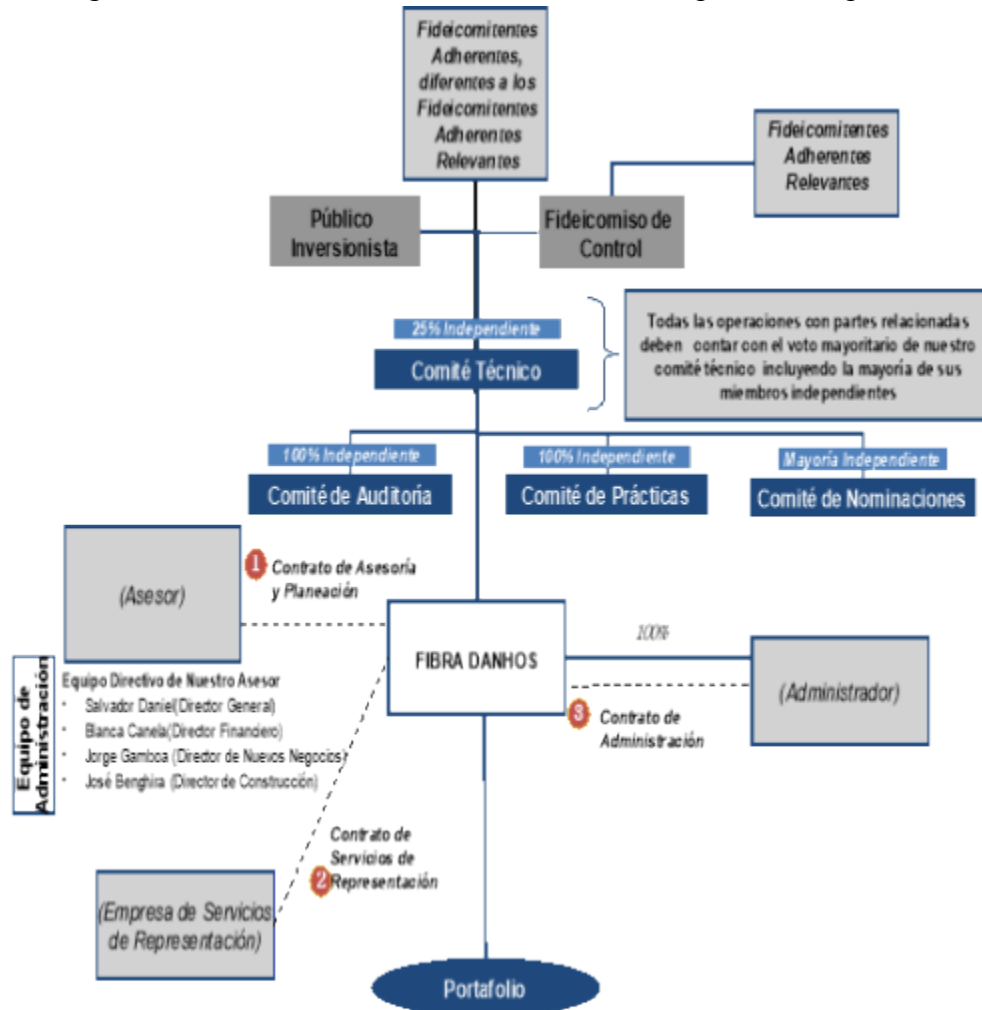 Fideicomitentes
Adherentes,
diferentes a los
Fideicomitentes
Adherentes
Relevantes
Fideicomitentes
Adherentes
Relevantes
Público
Inversionista
Fideicomiso de
Control
25% Independiente
Comité Técnico
Todas las operaciones con partes relacionadas
deben contar con el voto mayoritario de nuestro
comité técnico incluyendo la mayoría de sus
miembros independientes
100% Independiente
Comité de Auditoría
100% Independiente
Comité de Prácticas
Mayoría Independiente
Comité de Nominaciones
(Asesor)
1
Contrato de Asesoría
y Planeación
FIBRA DANHOS
100%
(Administrador)
3
Contrato de
Administración
Equipo de
Administración
Equipo Directivo de Nuestro Asesor
· Salvador Daniel(Director General)
· Blanca Canela(Director Financiero)
· Jorge Gamboa (Director de Nuevos Negocios)
· José Benghira (Director de Construcción)
Contrato de
Servicios de
2 Representación
(Empresa de Servicios
de Representación)
Portafolio